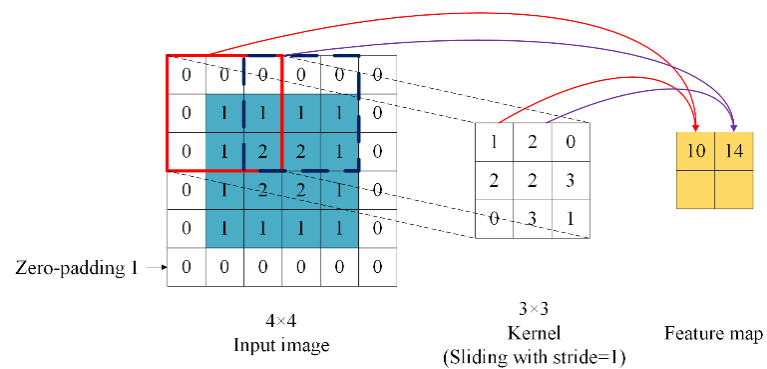 0 0 0 0 0 0
0 1 1 1 1 0
0 1 2 2 1 0
0 1 2 2 1 0
0 1 1 1 1 0
0 0 0 0 0 0
Zero-padding 1
4×4
Input image
1 2 0
2 2 3
0 3 1
3×3
Kernel
(Sliding with stride=1)
10 14
Feature map